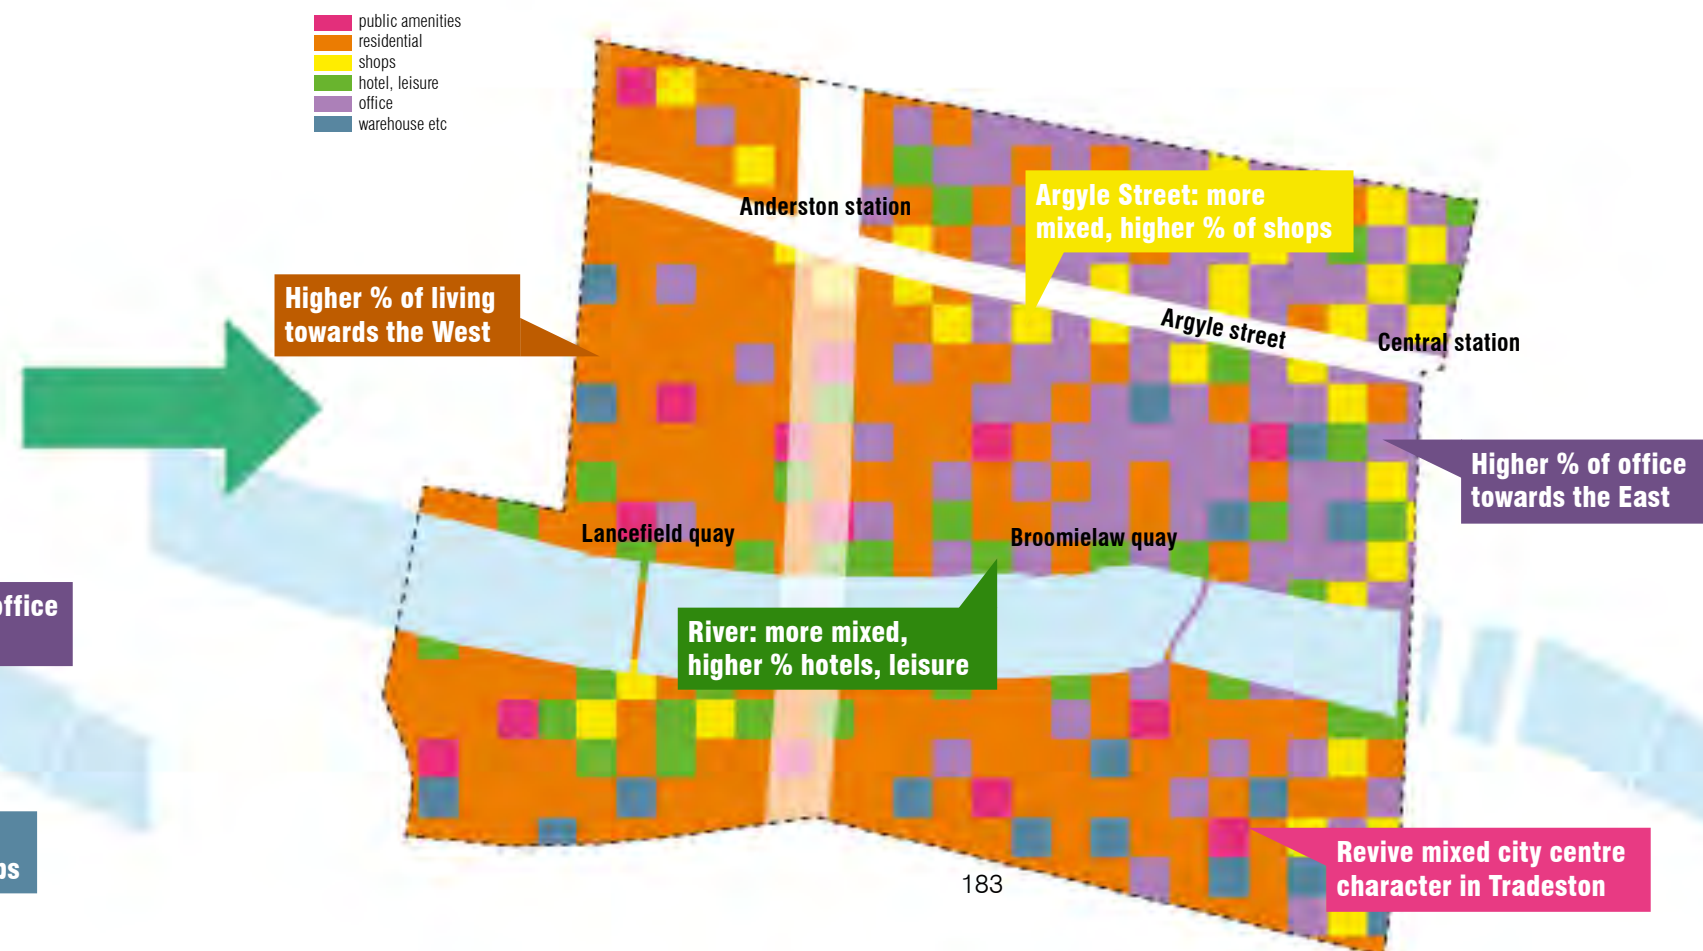 public amenities
residential
shops
hotel, leisure
office
warehouse etc
Anderston station
Argyle Street: more
mixed, higher % of shops
Higher % of living
towards the West
Argyle street
Central station
Higher % of office
towards the East
Lancefield quay
Broomielaw quay
River: more mixed,
higher % hotels, leisure
office
Revive mixed city centre
character in Tradeston
183